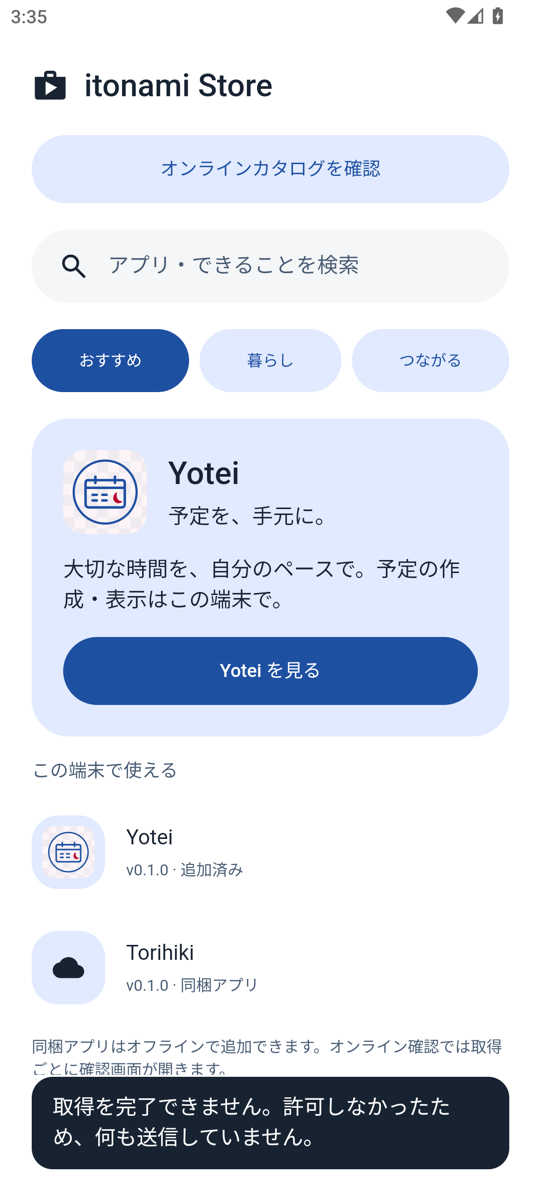 3:35
itonami Store
オンラインカタログを確認
アプリ・できることを検索
おすすめ
暮らし
つながる
Yotei
予定を、手元に。
大切な時間を、自分のペースで。予定の作
成・表示はこの端末で。
Yotei を見る
この端末で使える
Yotei
v0.1.0 · 追加済み
Torihiki
v0.1.0 · 同梱アプリ
同梱アプリはオフラインで追加できます。オンライン確認では取得
ごとに確認画面が開きます。
取得を完了できません。許可しなかったた
め、何も送信していません。